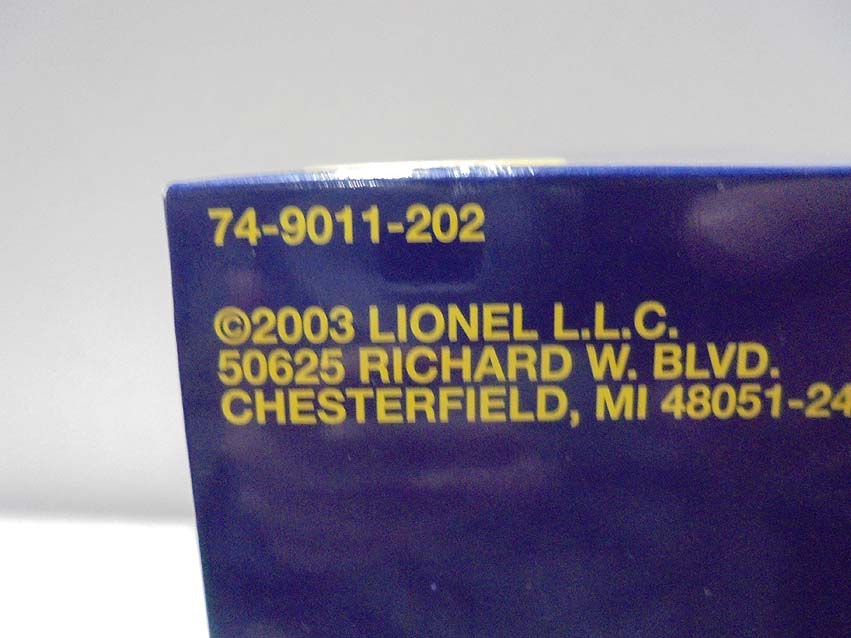 74-9011-202
©2003 LIONEL L.L.C.
50625 RICHARD W. BLVD.
CHESTERFIELD, MI 48051-24